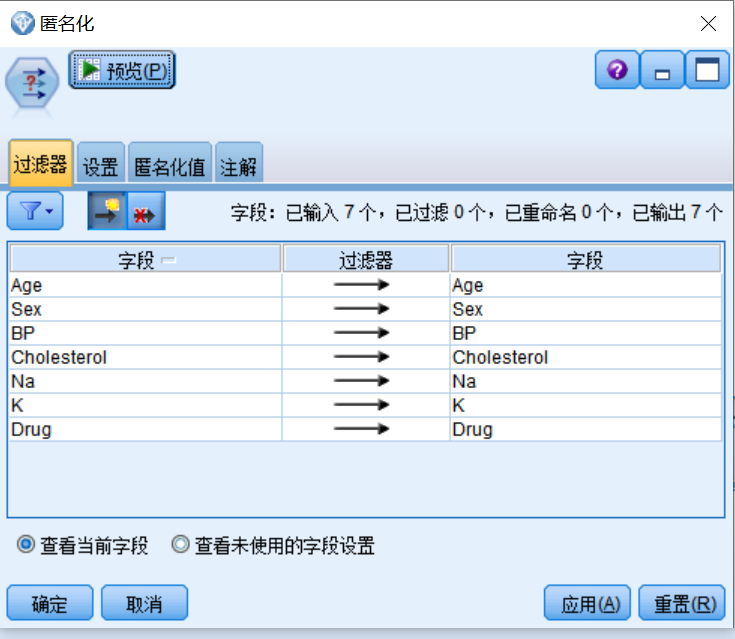 匿名化
预览(P)
过滤器 设置 匿名化值 注解
字段：已输入 7 个，已过滤 0 个，已重命名 0 个，已输出 7 个
字段 过滤器 字段
Age Age
Sex Sex
BP BP
Cholesterol Cholesterol
Na Na
K K
Drug Drug
查看当前字段 查看未使用的字段设置
确定 取消 应用(A) 重置(R)